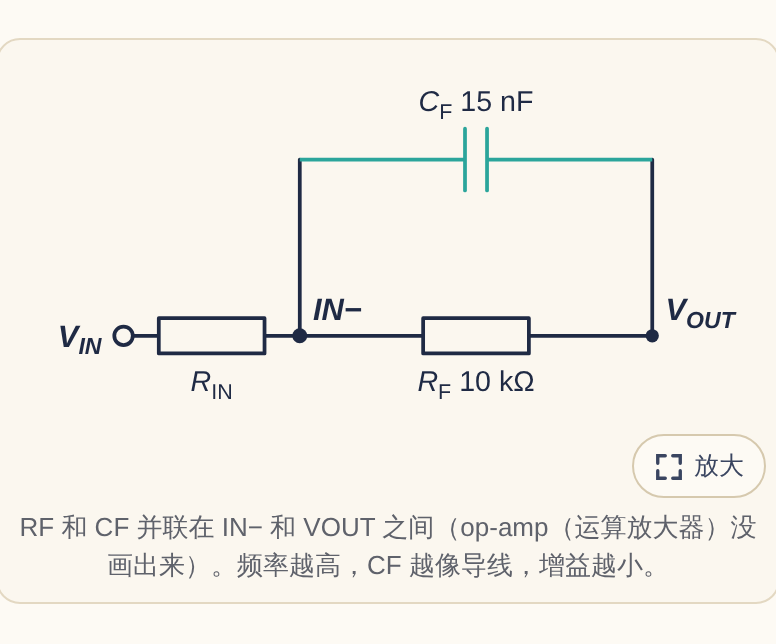 CF 15 nF
IN−
VIN
VOUT
RIN
RF 10 kΩ
放大
RF 和 CF 并联在 IN− 和 VOUT 之间（op-amp（运算放大器）没
画出来）。频率越高，CF 越像导线，增益越小。